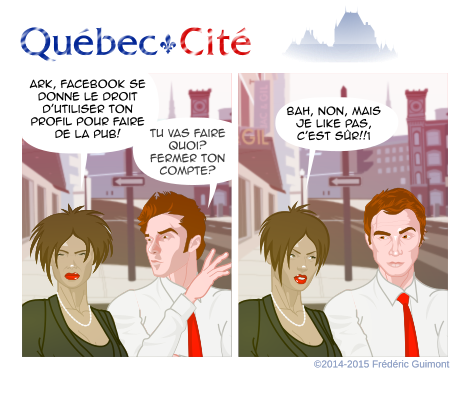 Québec⚜Cité
ARK, FACEBOOK SE
DONNE LE DROIT
D'UTILISER TON
PROFIL POUR FAIRE
DE LA PUB!
TU VAS FAIRE
QUOI?
FERMER TON
COMPTE?
BAH, NON, MAIS
JE LIKE PAS,
C'EST SÛR!!1
©2014-2015 Frédéric Guimont